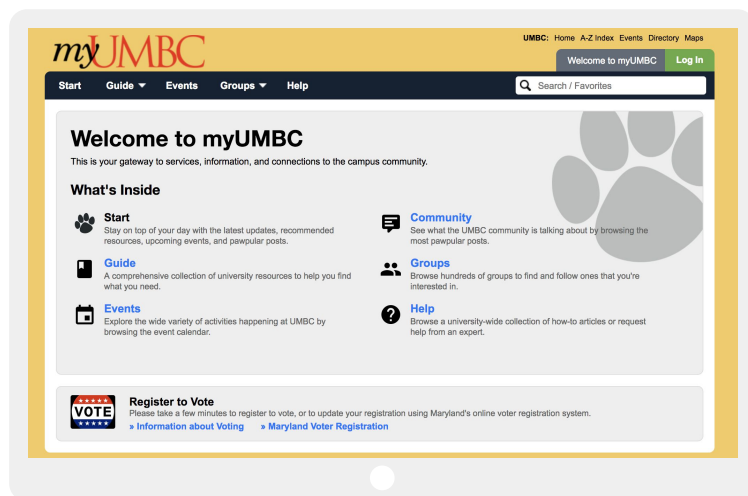 UMBC: Home A-Z Index Events Directory Maps
myUMBC
Welcome to myUMBC Log In
Start Guide Events Groups Help Search / Favorites
Welcome to myUMBC
This is your gateway to services, information, and connections to the campus community.
What's Inside
Start
Stay on top of your day with the latest updates, recommended
resources, upcoming events, and pawpular posts.
Community
See what the UMBC community is talking about by browsing the
most pawpular posts.
Guide
A comprehensive collection of university resources to help you find
what you need.
Groups
Browse hundreds of groups to find and follow ones that you're
interested in.
Events
Explore the wide variety of activities happening at UMBC by
browsing the event calendar.
Help
Browse a university-wide collection of how-to articles or request
help from an expert.
VOTE
Register to Vote
Please take a few minutes to register to vote, or to update your registration using Maryland's online voter registration system.
» Information about Voting » Maryland Voter Registration